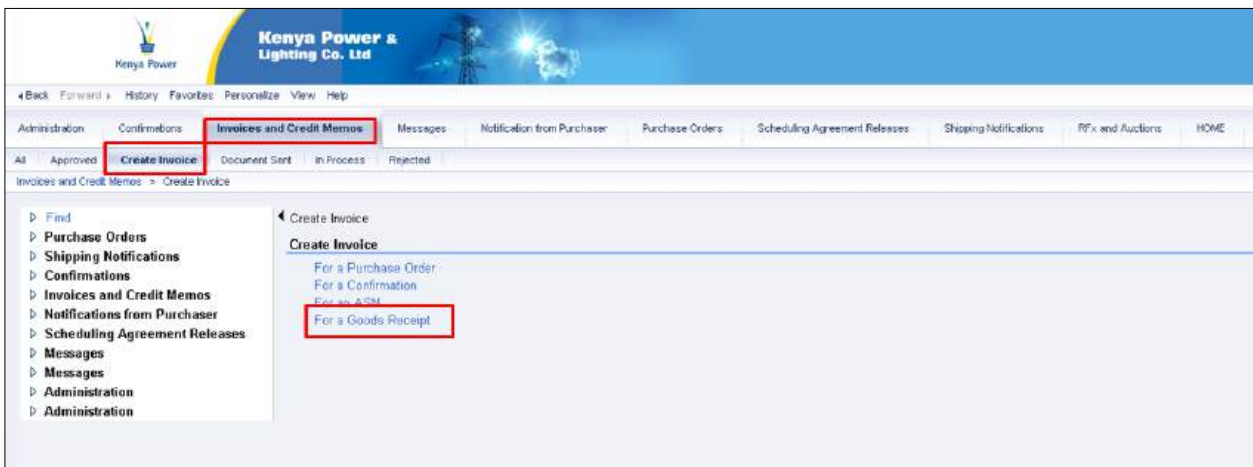 Kenya Power
Kenya Power &
Lighting Co. Ltd
Back Forward History Favorites Personalize View Help
Administration Confirmations Invoices and Credit Memos Messages Notification from Purchaser Purchase Orders Scheduling Agreement Releases Shipping Notifications RFx and Auctions HOME
All Approved Create Invoice Document Sent In Process Rejected
Invoices and Credit Memos > Create Invoice
Find
Purchase Orders
Shipping Notifications
Confirmations
Invoices and Credit Memos
Notifications from Purchaser
Scheduling Agreement Releases
Messages
Messages
Administration
Administration
Create Invoice
Create Invoice
For a Purchase Order
For a Confirmation
For an ASN
For a Goods Receipt